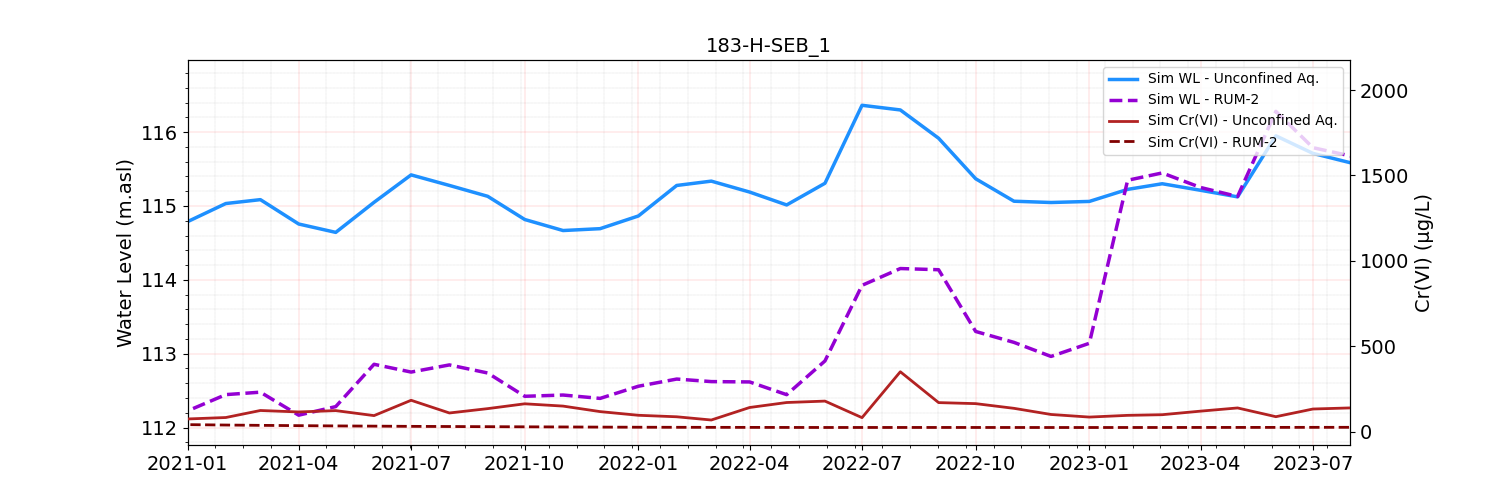 183-H-SEB_1
Sim WL - Unconfined Aq.
Sim WL - RUM-2
Sim Cr(VI) - Unconfined Aq.
Sim Cr(VI) - RUM-2
Water Level (m.asl)
116
115
114
113
112
2000
1500
1000
500
0
Cr(VI) (μg/L)
2021-01 2021-04 2021-07 2021-10 2022-01 2022-04 2022-07 2022-10 2023-01 2023-04 2023-07